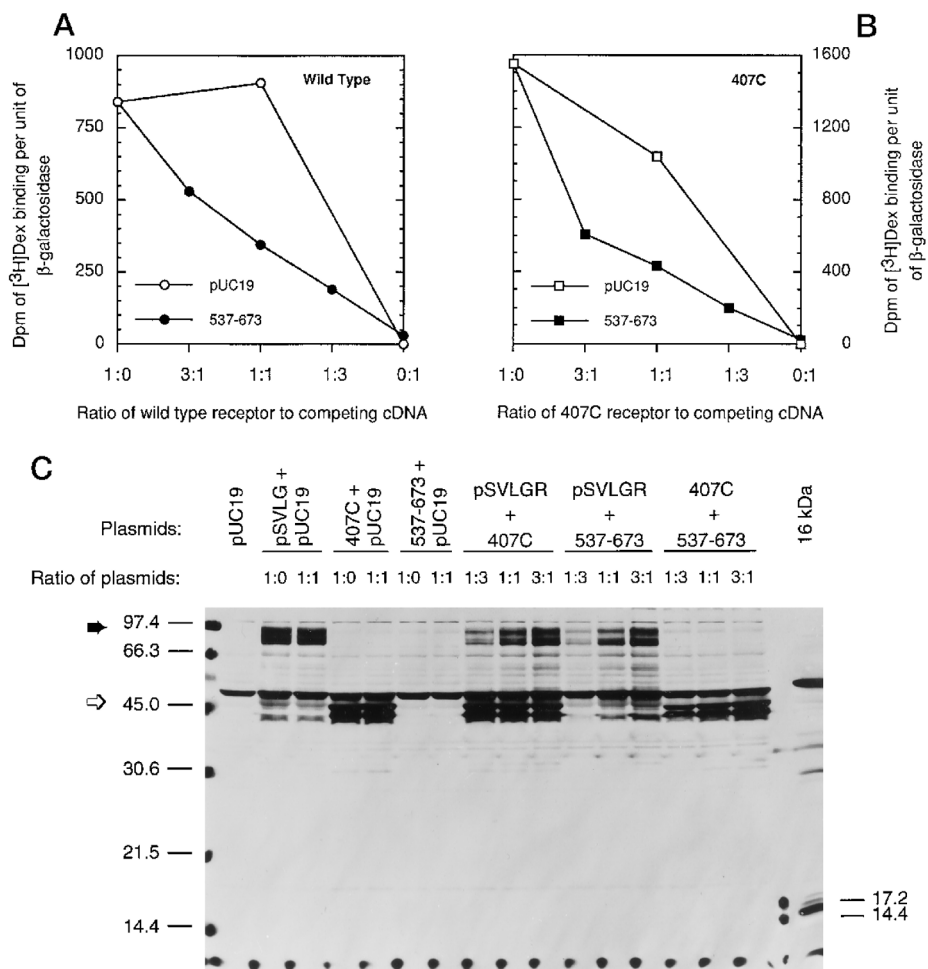 A
B
1000
750
500
250
0
Dpm of [³H]Dex binding per unit of
β-galactosidase
Wild Type
pUC19
537-673
1:0
3:1
1:1
1:3
0:1
Ratio of wild type receptor to competing cDNA
407C
pUC19
537-673
1600
1200
800
400
0
Dpm of [³H]Dex binding per unit
of β-galactosidase
1:0
3:1
1:1
1:3
0:1
Ratio of 407C receptor to competing cDNA
C
Plasmids:
pUC19
pSVLG +
pUC19
407C +
pUC19
537-673 +
pUC19
pSVLGR
+
407C
pSVLGR
+
537-673
407C
+
537-673
16 kDa
Ratio of plasmids:
1:0 1:1
1:0 1:1
1:0 1:1
1:3 1:1 3:1
1:3 1:1 3:1
1:3 1:1 3:1
97.4
66.3
45.0
30.6
21.5
14.4
17.2
14.4